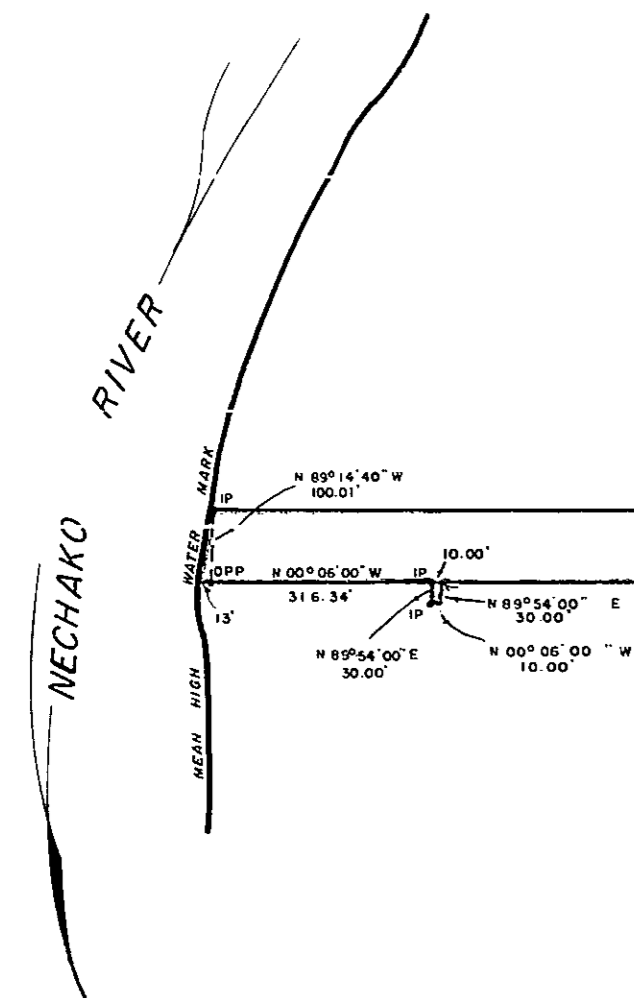 RIVER
NECHAKO
MEAN HIGH WATER MARK
N 89° 14' 40" W
100.01'
IP
OPP
N 00° 06' 00" W
316.34'
13'
IP
10.00'
IP
N 89° 54' 00" E
30.00'
N 89° 54' 00" E
30.00'
N 00° 06' 00" W
10.00'